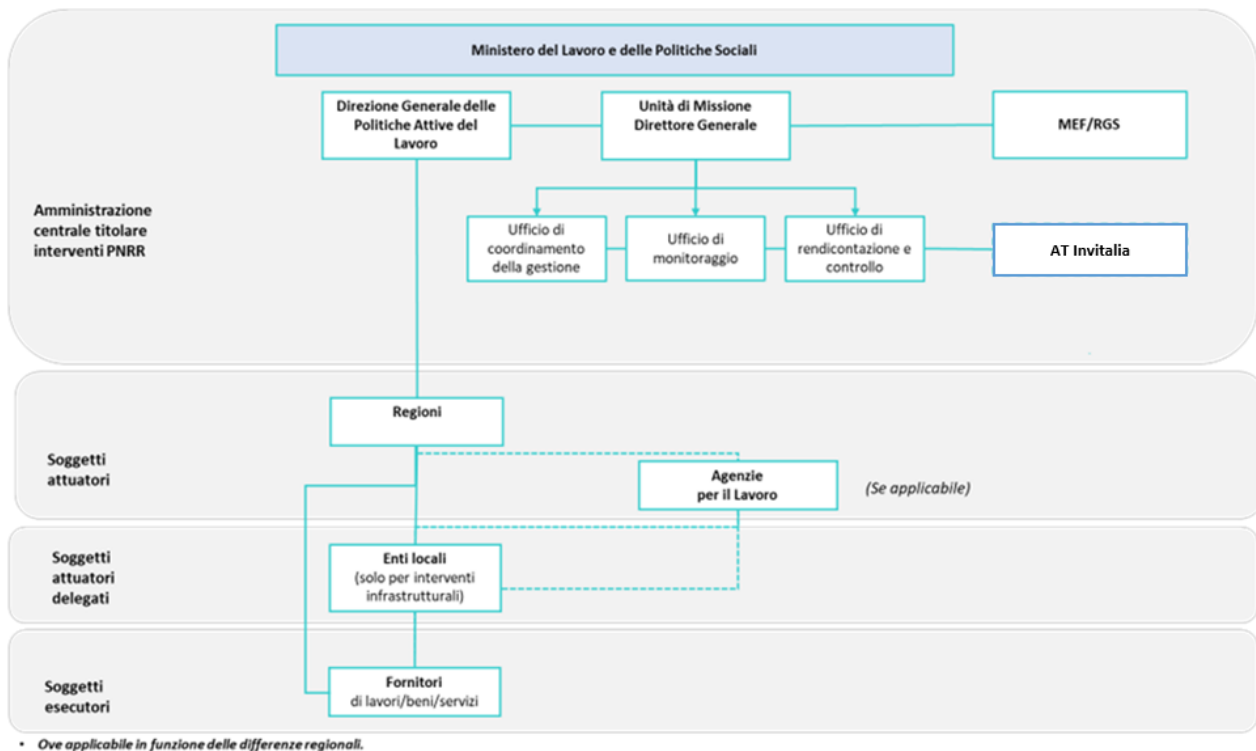 Ministero del Lavoro e delle Politiche Sociali
Direzione Generale delle
Politiche Attive del
Lavoro
Unità di Missione
Direttore Generale
MEF/RGS
Amministrazione
centrale titolare
interventi PNRR
Ufficio di
coordinamento
della gestione
Ufficio di
monitoraggio
Ufficio di
rendicontazione e
controllo
AT Invitalia
Regioni
Soggetti
attuatori
Agenzie
per il Lavoro
(Se applicabile)
Soggetti
attuatori
delegati
Enti locali
(solo per interventi
infrastrutturali)
Soggetti
esecutori
Fornitori
di lavori/beni/servizi
• Ove applicabile in funzione delle differenze regionali.